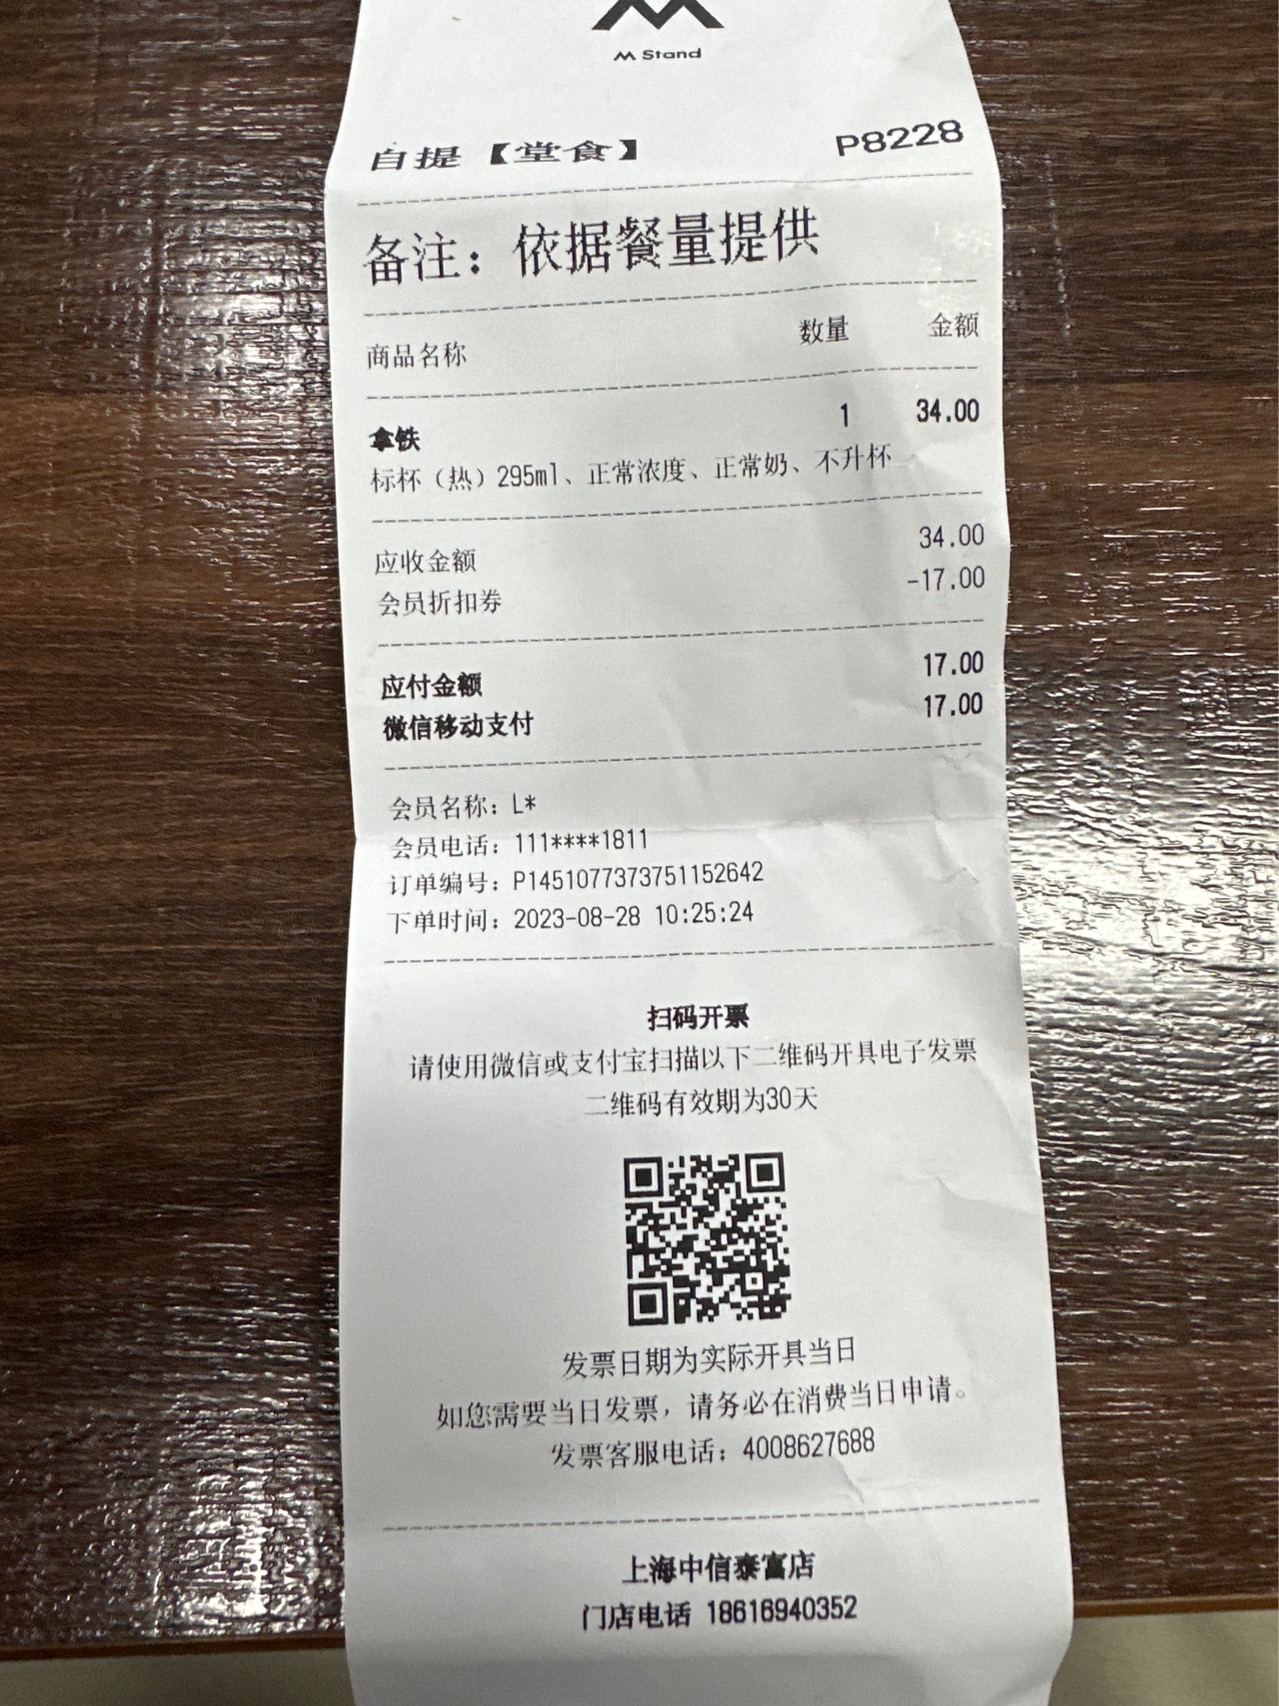 M Stand
自提【堂食】 P8228
备注：依据餐量提供
商品名称 数量 金额
拿铁 1 34.00
标杯（热）295ml、正常浓度、正常奶、不升杯
应收金额 34.00
会员折扣券 -17.00
应付金额 17.00
微信移动支付 17.00
会员名称：L*
会员电话：111****1811
订单编号：P1451077373751152642
下单时间：2023-08-28 10:25:24
扫码开票
请使用微信或支付宝扫描以下二维码开具电子发票
二维码有效期为30天
发票日期为实际开具当日
如您需要当日发票，请务必在消费当日申请。
发票客服电话：4008627688
上海中信泰富店
门店电话 18616940352